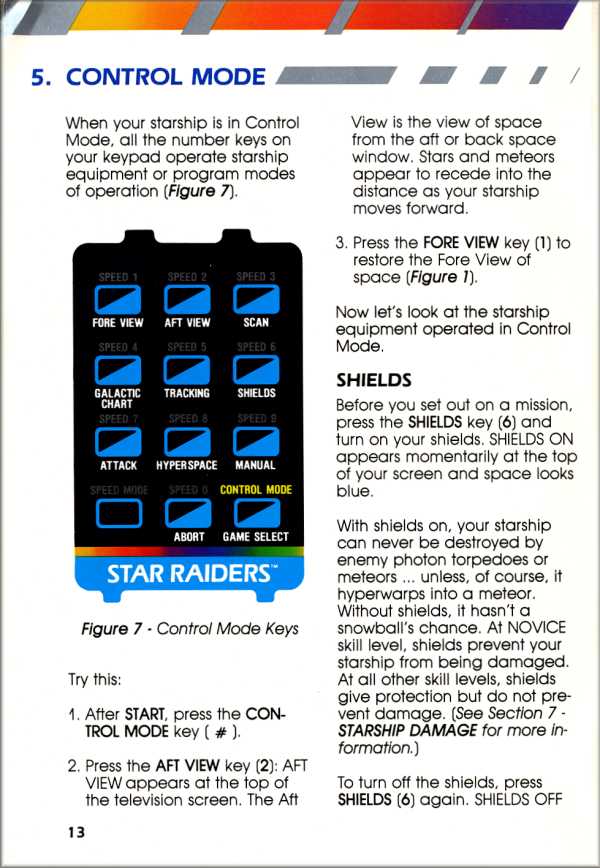 5. CONTROL MODE
When your starship is in Control
Mode, all the number keys on
your keypad operate starship
equipment or program modes
of operation (Figure 7).
SPEED 1 SPEED 2 SPEED 3
FORE VIEW AFT VIEW SCAN
SPEED 4 SPEED 5 SPEED 6
GALACTIC TRACKING SHIELDS
CHART
SPEED 7 SPEED 8 SPEED 9
ATTACK HYPERSPACE MANUAL
SPEED MODE SPEED 0 CONTROL MODE
ABORT GAME SELECT
STAR RAIDERS™
Figure 7 - Control Mode Keys
Try this:
1. After START, press the CON-
TROL MODE key ( # ).
2. Press the AFT VIEW key (2): AFT
VIEW appears at the top of
the television screen. The Aft
13
View is the view of space
from the aft or back space
window. Stars and meteors
appear to recede into the
distance as your starship
moves forward.
3. Press the FORE VIEW key (1) to
restore the Fore View of
space (Figure 1).
Now let's look at the starship
equipment operated in Control
Mode.
SHIELDS
Before you set out on a mission,
press the SHIELDS key (6) and
turn on your shields. SHIELDS ON
appears momentarily at the top
of your screen and space looks
blue.
With shields on, your starship
can never be destroyed by
enemy photon torpedoes or
meteors ... unless, of course, it
hyperwarps into a meteor.
Without shields, it hasn't a
snowball's chance. At NOVICE
skill level, shields prevent your
starship from being damaged.
At all other skill levels, shields
give protection but do not pre-
vent damage. (See Section 7 -
STARSHIP DAMAGE for more in-
formation.)
To turn off the shields, press
SHIELDS (6) again. SHIELDS OFF